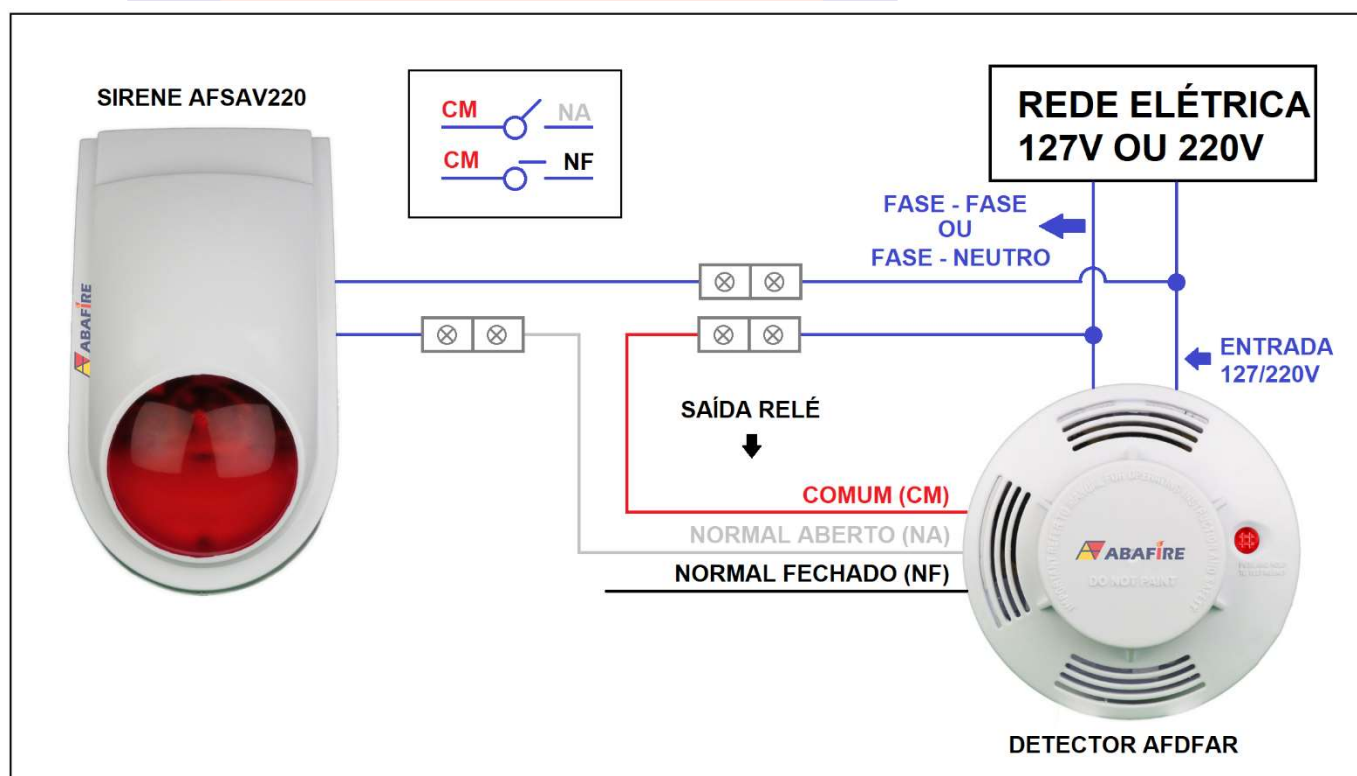 SIRENE AFSAV220
CM
NA
CM
NF
REDE ELÉTRICA
127V OU 220V
FASE - FASE
OU
FASE - NEUTRO
ENTRADA
127/220V
SAÍDA RELÉ
COMUM (CM)
NORMAL ABERTO (NA)
NORMAL FECHADO (NF)
ABAFIRE
ABAFIRE
DO NOT PAINT
DETECTOR AFDFAR